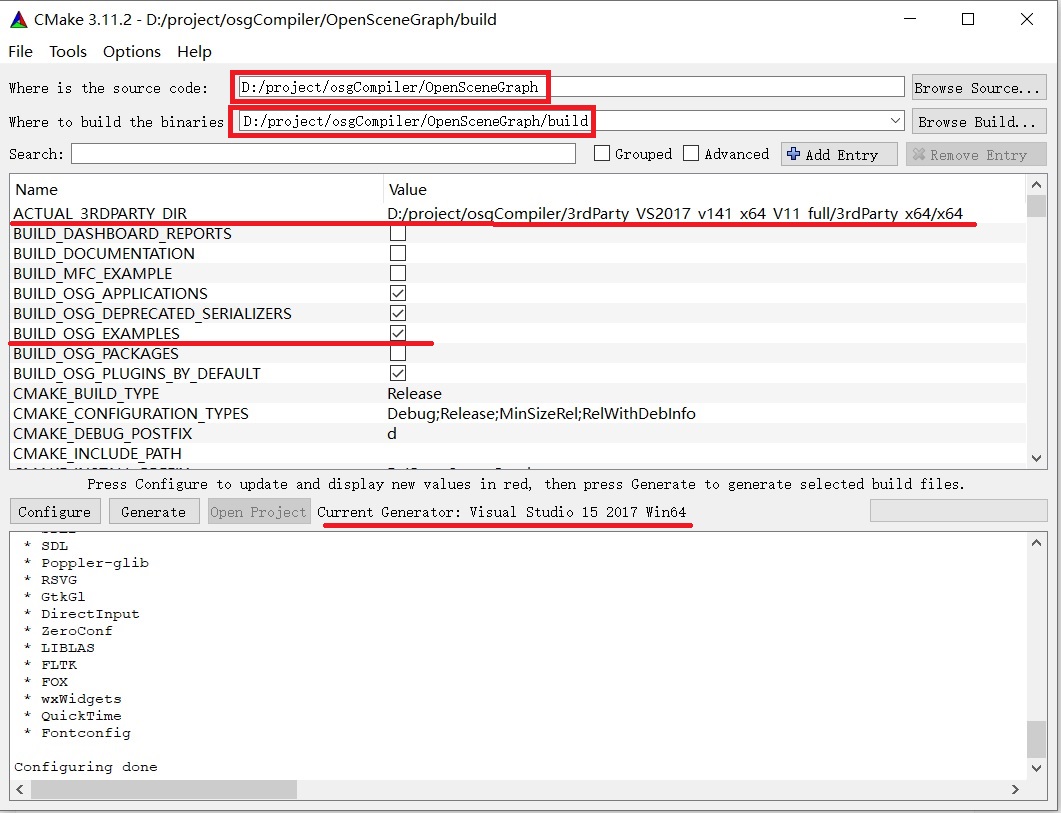 CMake 3.11.2 - D:/project/osgCompiler/OpenSceneGraph/build
File Tools Options Help
Where is the source code: D:/project/osgCompiler/OpenSceneGraph Browse Source...
Where to build the binaries D:/project/osgCompiler/OpenSceneGraph/build Browse Build...
Search: Grouped Advanced Add Entry Remove Entry
Name Value
ACTUAL_3RDPARTY_DIR D:/project/osgCompiler/3rdParty_VS2017_v141_x64_V11_full/3rdParty_x64/x64
BUILD_DASHBOARD_REPORTS
BUILD_DOCUMENTATION
BUILD_MFC_EXAMPLE
BUILD_OSG_APPLICATIONS
BUILD_OSG_DEPRECATED_SERIALIZERS
BUILD_OSG_EXAMPLES
BUILD_OSG_PACKAGES
BUILD_OSG_PLUGINS_BY_DEFAULT
CMAKE_BUILD_TYPE Release
CMAKE_CONFIGURATION_TYPES Debug;Release;MinSizeRel;RelWithDebInfo
CMAKE_DEBUG_POSTFIX d
CMAKE_INCLUDE_PATH
Press Configure to update and display new values in red, then press Generate to generate selected build files.
Configure Generate Open Project Current Generator: Visual Studio 15 2017 Win64
* SDL
* Poppler-glib
* RSVG
* GtkGl
* DirectInput
* ZeroConf
* LIBLAS
* FLTK
* FOX
* wxWidgets
* QuickTime
* Fontconfig
Configuring done